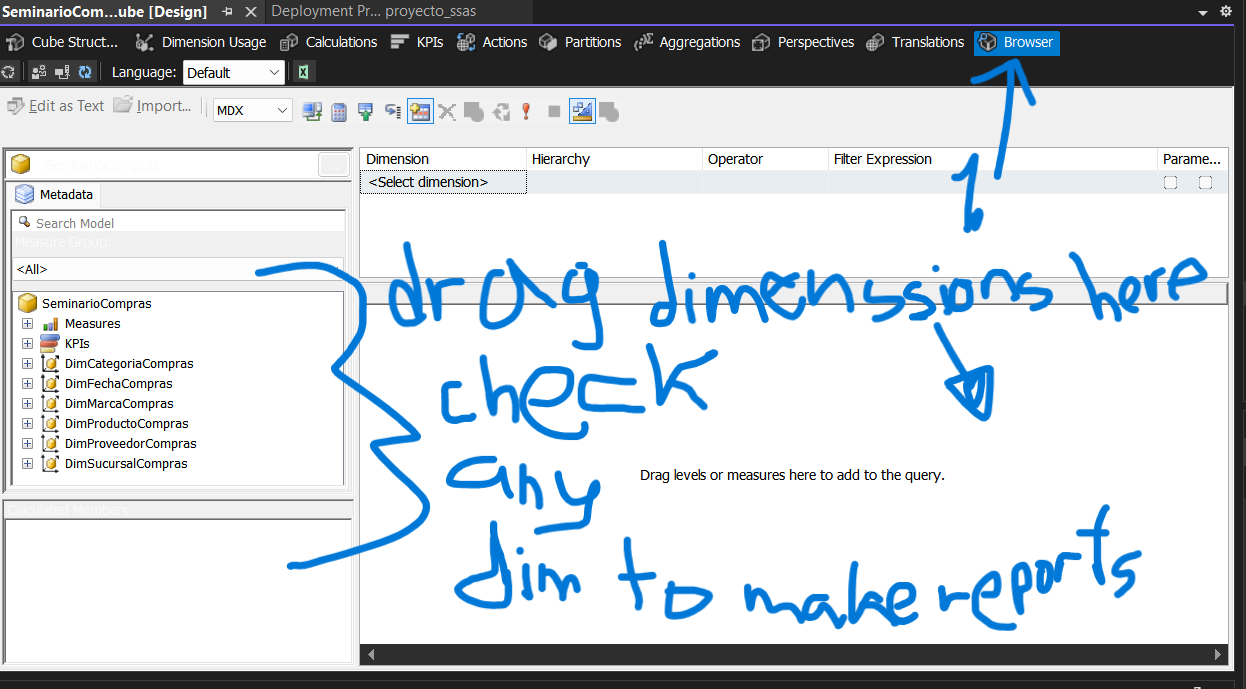 SeminarioCom...ube [Design]
Deployment Pr... proyecto_ssas
Cube Struct... Dimension Usage Calculations KPIs Actions Partitions Aggregations Perspectives Translations Browser
Language: Default
Edit as Text Import... MDX
SeminarioCompras
Metadata
Search Model
Measure Group:
<All>
SeminarioCompras
Measures
KPIs
DimCategoriaCompras
DimFechaCompras
DimMarcaCompras
DimProductoCompras
DimProveedorCompras
DimSucursalCompras
Calculated Members
Dimension Hierarchy Operator Filter Expression Parame...
<Select dimension>
1
drag dimenssions here
check
any
Drag levels or measures here to add to the query.
dim to make reports